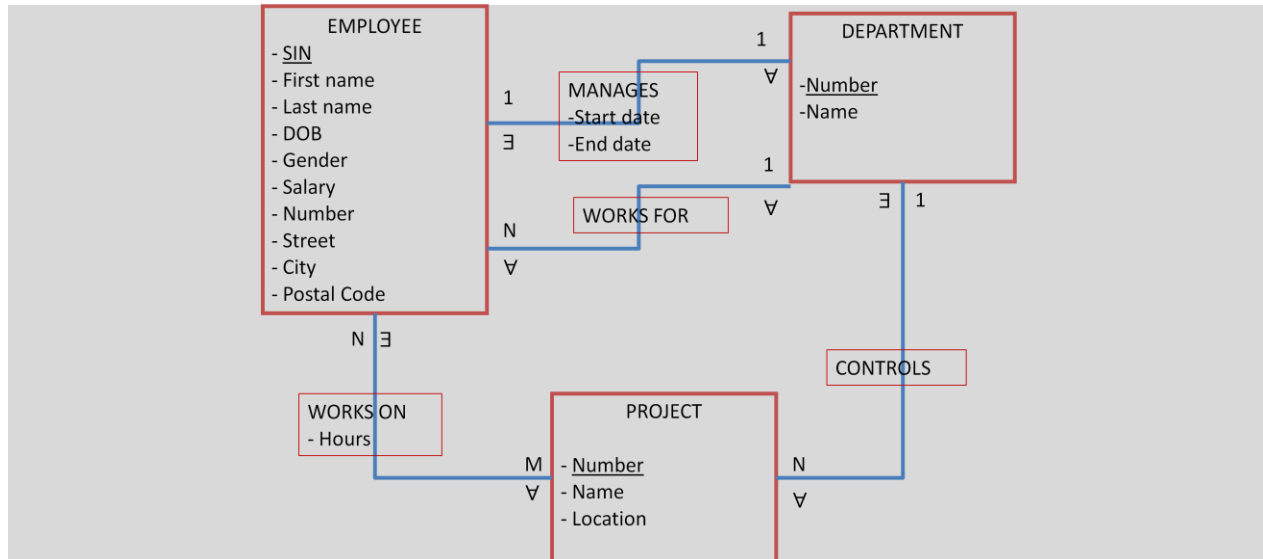 EMPLOYEE
- SIN
- First name
- Last name
- DOB
- Gender
- Salary
- Number
- Street
- City
- Postal Code
1
∃
MANAGES
-Start date
-End date
1
∀
DEPARTMENT
-Number
-Name
N
∀
WORKS FOR
1
∀
∃ 1
CONTROLS
N ∃
WORKS ON
- Hours
M
∀
PROJECT
- Number
- Name
- Location
N
∀